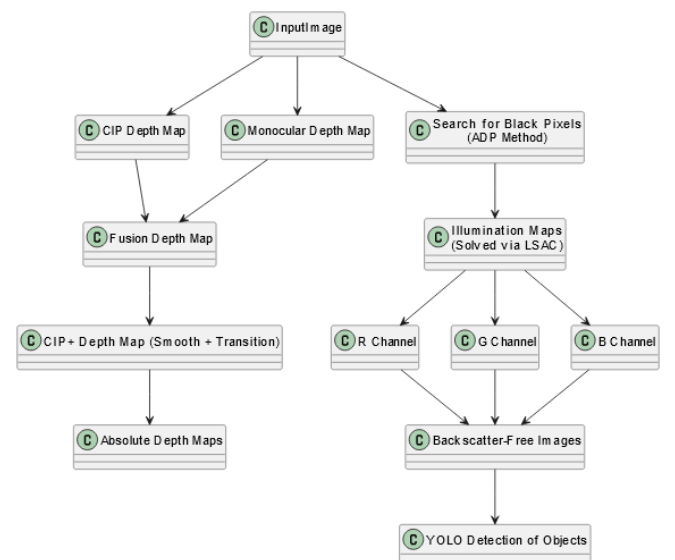 C InputImage
C CIP Depth Map
C Monocular Depth Map
C Search for Black Pixels
(ADP Method)
C Fusion Depth Map
C Illumination Maps
(Solved via LSAC)
C CIP+ Depth Map (Smooth + Transition)
C R Channel
C G Channel
C B Channel
C Absolute Depth Maps
C Backscatter-Free Images
C YOLO Detection of Objects